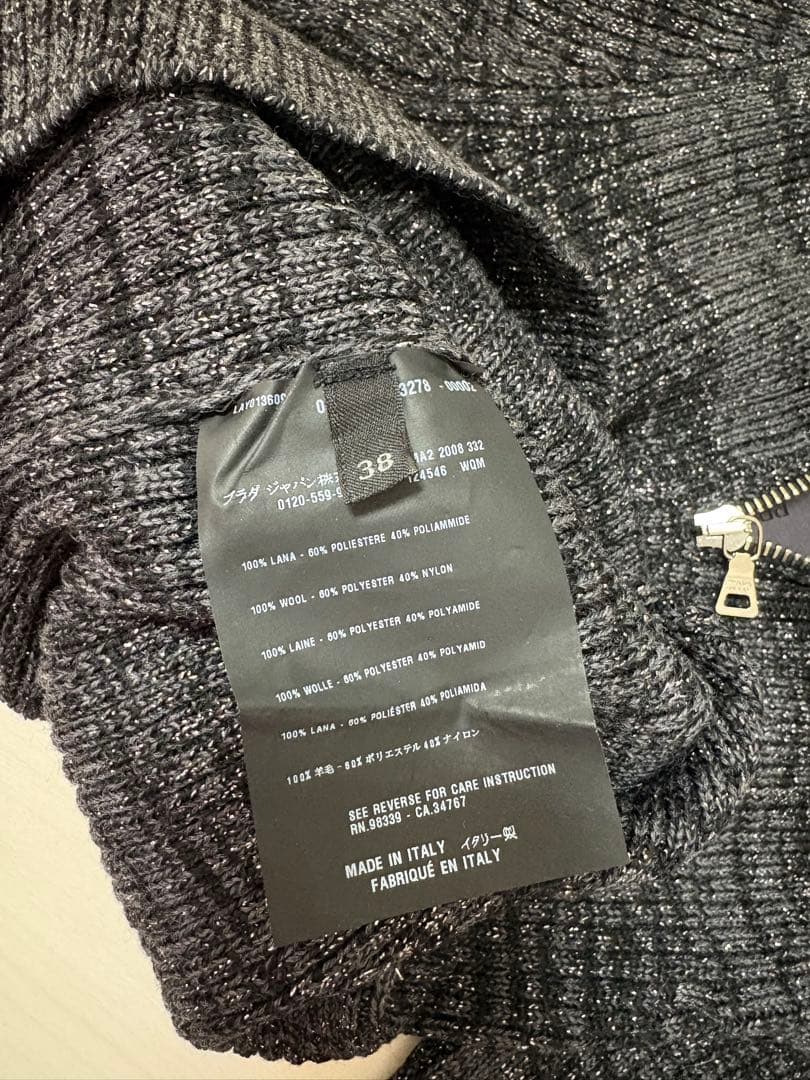 LAY013609
3278 - 00002
38
2008 332
プラダ ジャパン株
124546 WQM
0120-559-9
100% LANA - 60% POLIESTERE 40% POLIAMMIDE
100% WOOL - 60% POLYESTER 40% NYLON
100% LAINE - 60% POLYESTER 40% POLYAMIDE
100% WOLLE - 60% POLYESTER 40% POLYAMID
100% LANA - 60% POLIÉSTER 40% POLIAMIDA
100% 羊毛 - 60% ポリエステル 40% ナイロン
SEE REVERSE FOR CARE INSTRUCTION
RN.98339 - CA.34767
MADE IN ITALY イタリー製
FABRIQUÉ EN ITALY